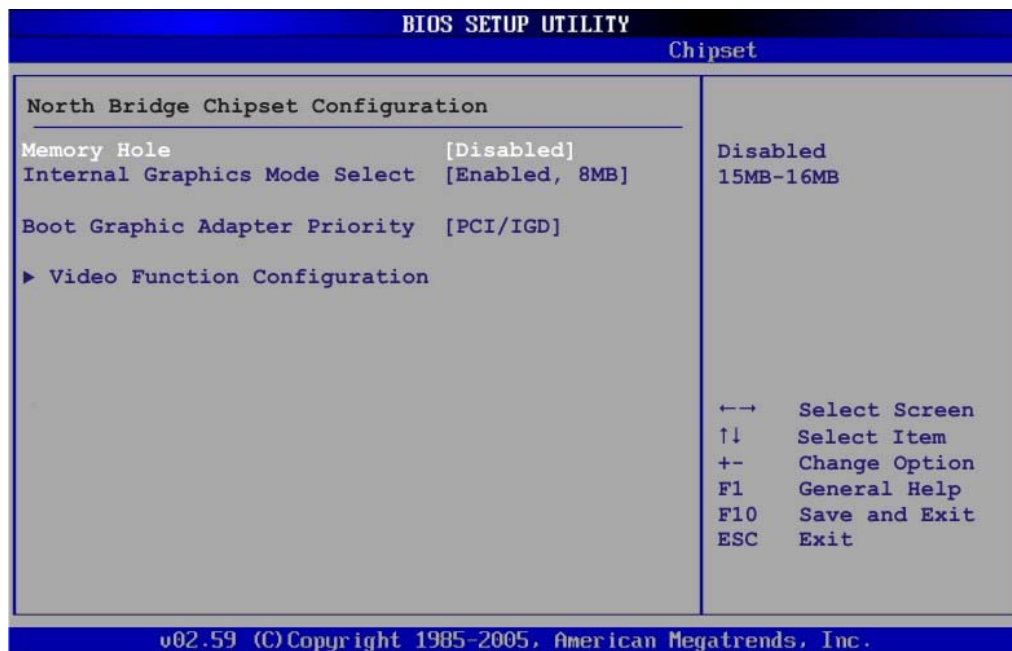 BIOS SETUP UTILITY
Chipset
North Bridge Chipset Configuration
Memory Hole [Disabled]
Internal Graphics Mode Select [Enabled, 8MB]
Boot Graphic Adapter Priority [PCI/IGD]
► Video Function Configuration
Disabled
15MB-16MB
←→ Select Screen
↑↓ Select Item
+- Change Option
F1 General Help
F10 Save and Exit
ESC Exit
v02.59 (C)Copyright 1985-2005, American Megatrends, Inc.